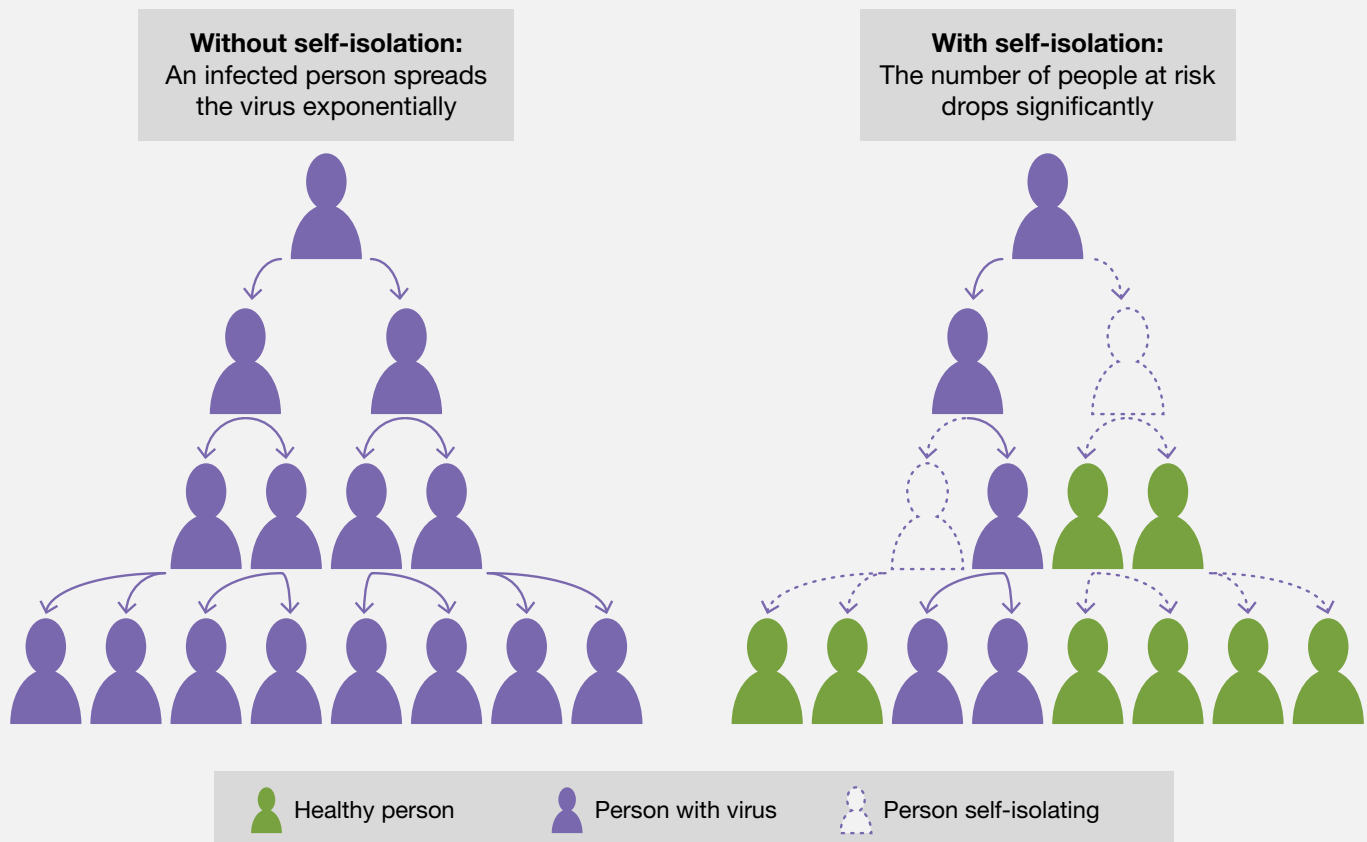 Without self-isolation:
An infected person spreads
the virus exponentially
With self-isolation:
The number of people at risk
drops significantly
Healthy person
Person with virus
Person self-isolating